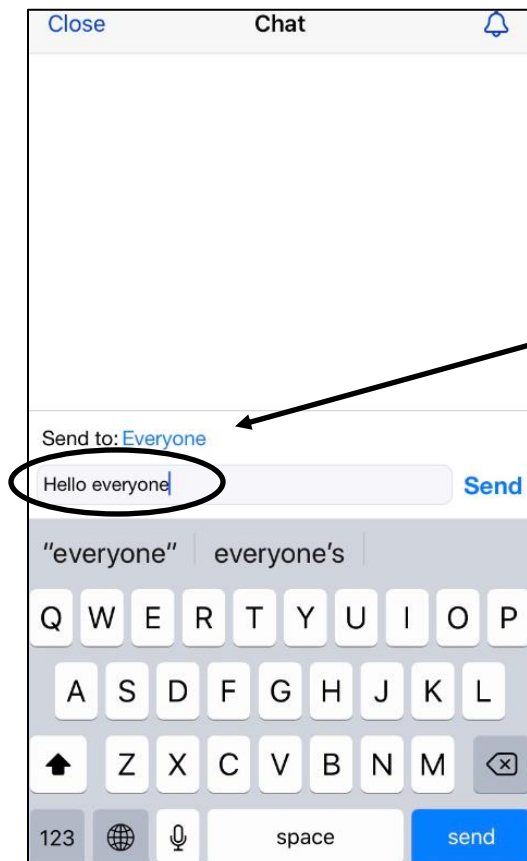 Close Chat
Send to: Everyone
Hello everyone Send
"everyone" everyone's
Q W E R T Y U I O P
A S D F G H J K L
Z X C V B N M
123 space send